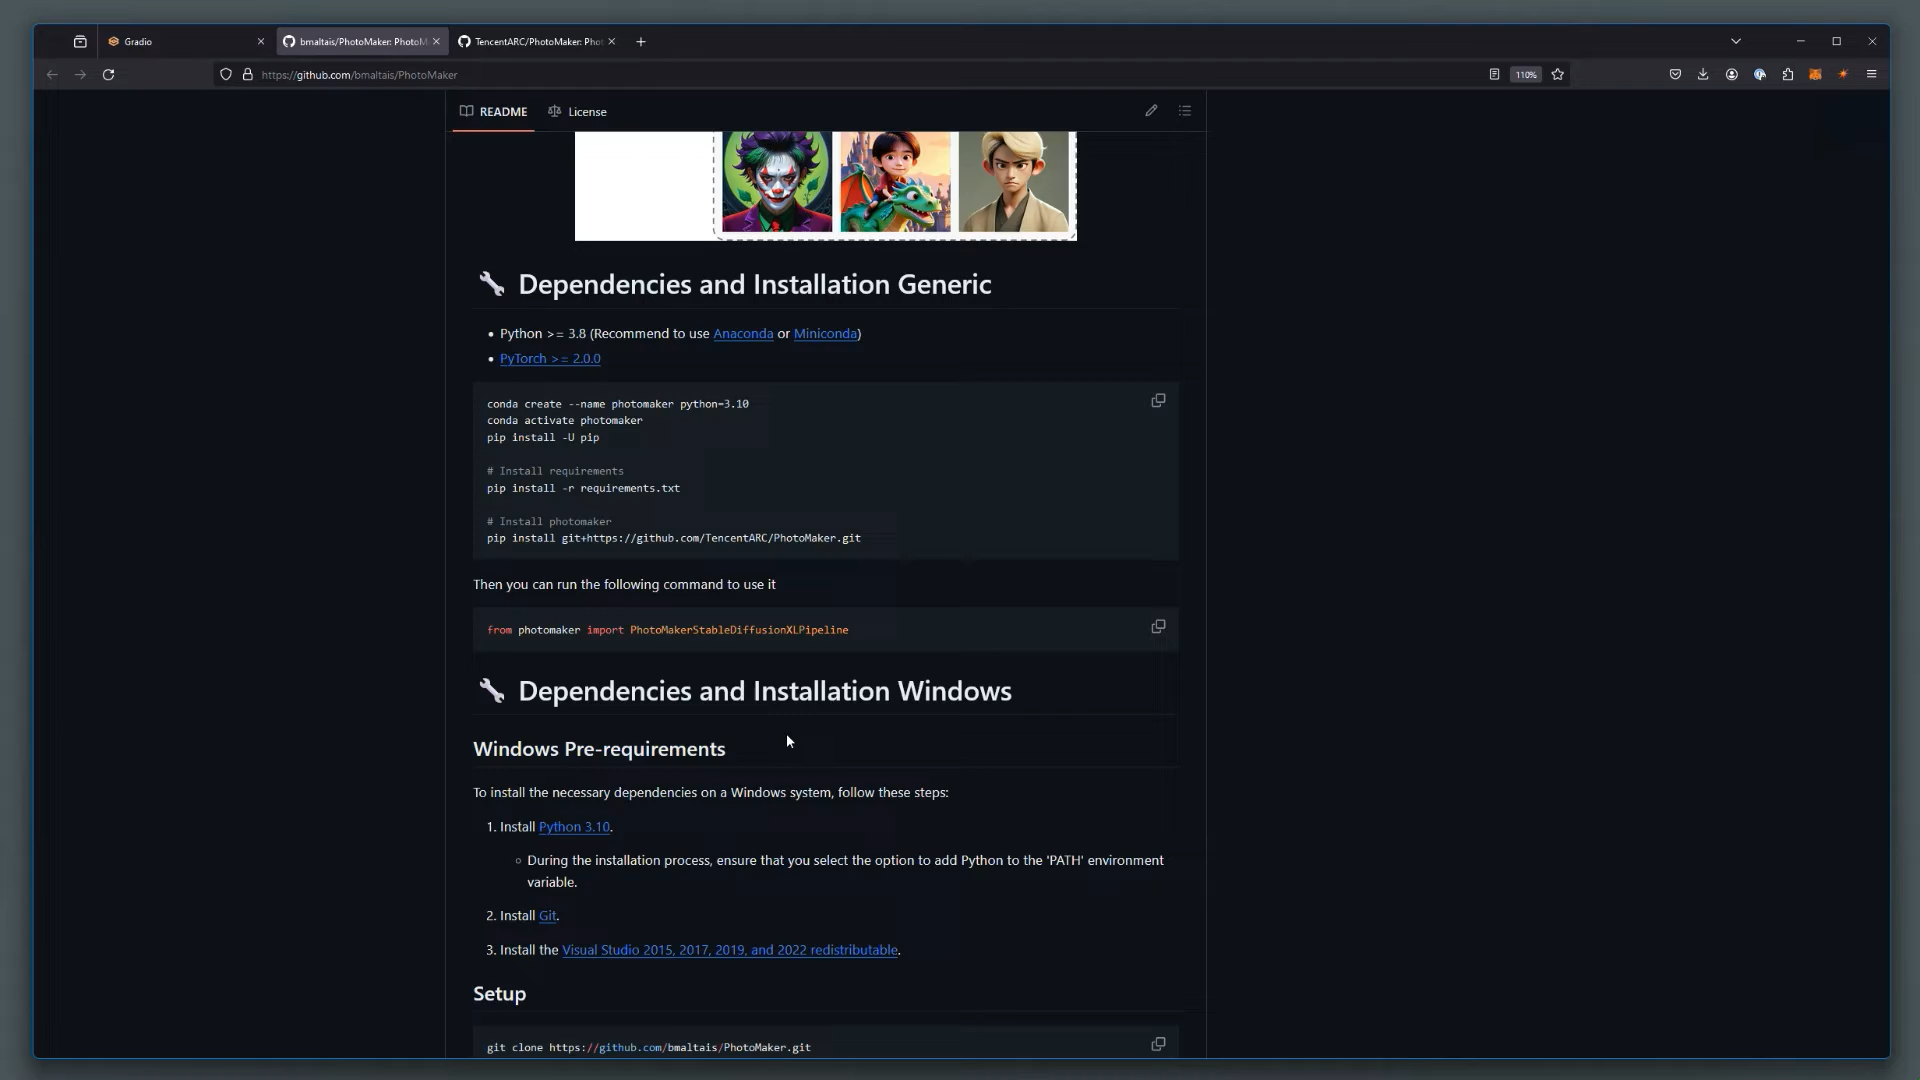 Gradio
bmaltais/PhotoMaker: PhotoM
TencentARC/PhotoMaker: Phot
https://github.com/bmaltais/PhotoMaker
110%
README
License
Dependencies and Installation Generic
Python >= 3.8 (Recommend to use Anaconda or Miniconda)
PyTorch >= 2.0.0
conda create --name photomaker python=3.10
conda activate photomaker
pip install -U pip
# Install requirements
pip install -r requirements.txt
# Install photomaker
pip install git+https://github.com/TencentARC/PhotoMaker.git
Then you can run the following command to use it
from photomaker import PhotoMakerStableDiffusionXLPipeline
Dependencies and Installation Windows
Windows Pre-requirements
To install the necessary dependencies on a Windows system, follow these steps:
1. Install Python 3.10.
During the installation process, ensure that you select the option to add Python to the 'PATH' environment
variable.
2. Install Git.
3. Install the Visual Studio 2015, 2017, 2019, and 2022 redistributable.
Setup
git clone https://github.com/bmaltais/PhotoMaker.git